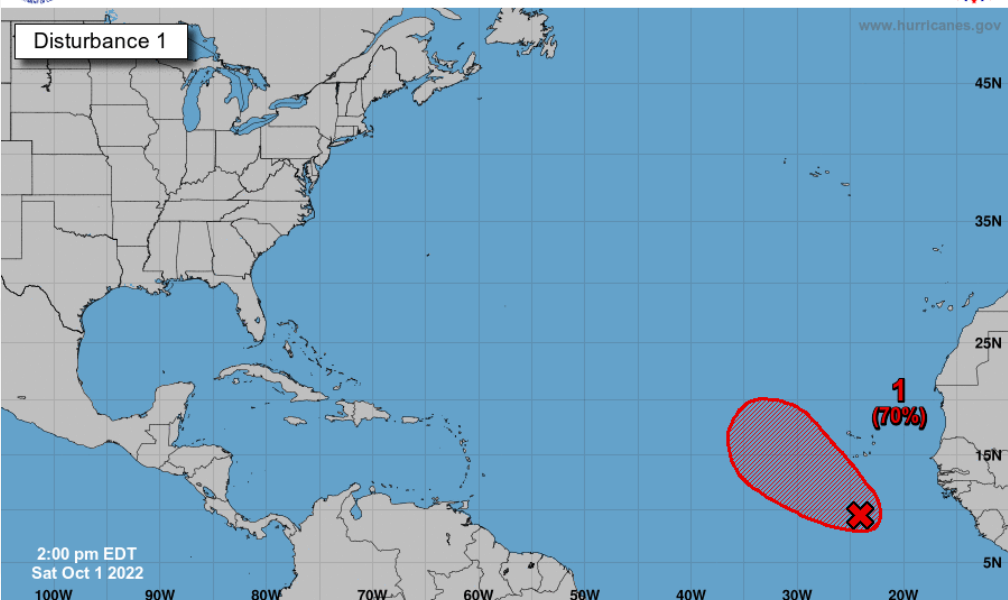 Disturbance 1
www.hurricanes.gov
45N
35N
25N
1
(70%)
15N
2:00 pm EDT
Sat Oct 1 2022
5N
100W 90W 80W 70W 60W 50W 40W 30W 20W